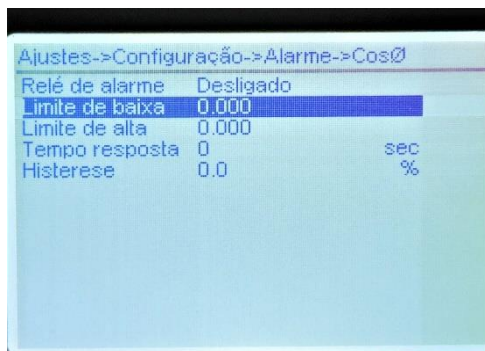 Ajustes->Configuração->Alarme->CosØ
Relé de alarme Desligado
Limite de baixa 0.000
Limite de alta 0.000
Tempo resposta 0 sec
Histerese 0.0 %